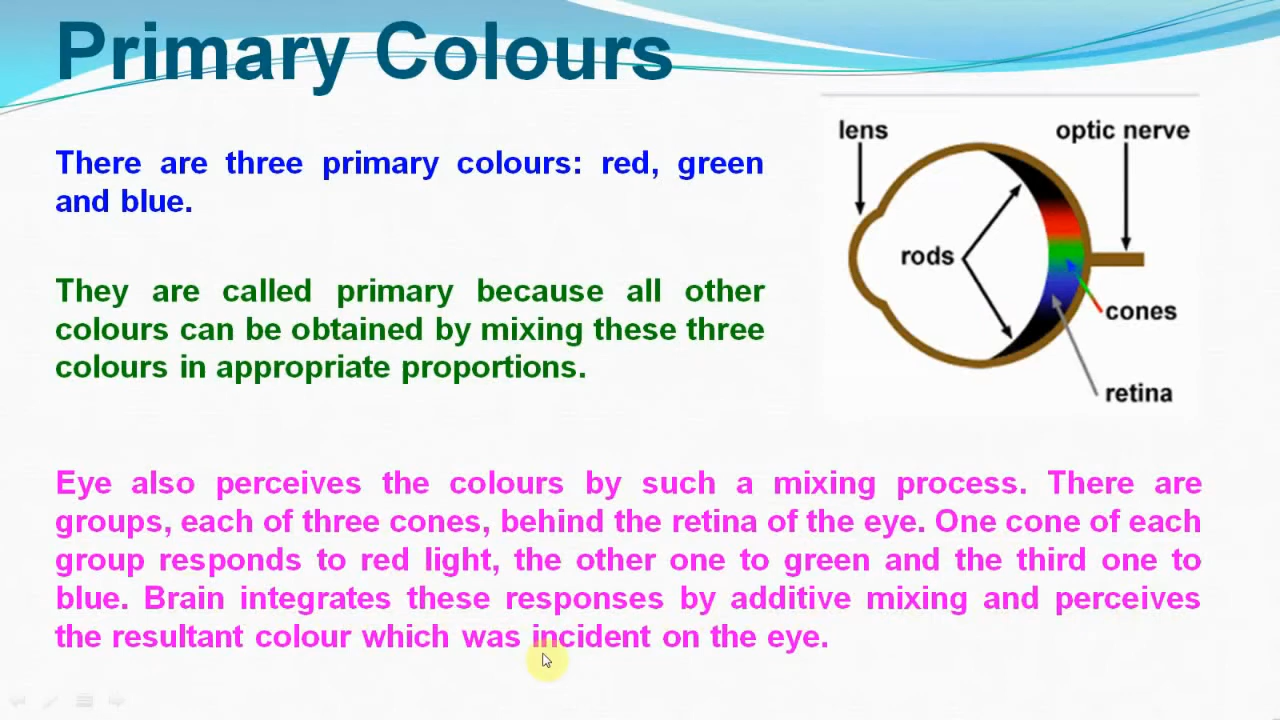 Primary Colours
There are three primary colours: red, green
and blue.
They are called primary because all other
colours can be obtained by mixing these three
colours in appropriate proportions.
lens
optic nerve
rods
cones
retina
Eye also perceives the colours by such a mixing process. There are
groups, each of three cones, behind the retina of the eye. One cone of each
group responds to red light, the other one to green and the third one to
blue. Brain integrates these responses by additive mixing and perceives
the resultant colour which was incident on the eye.